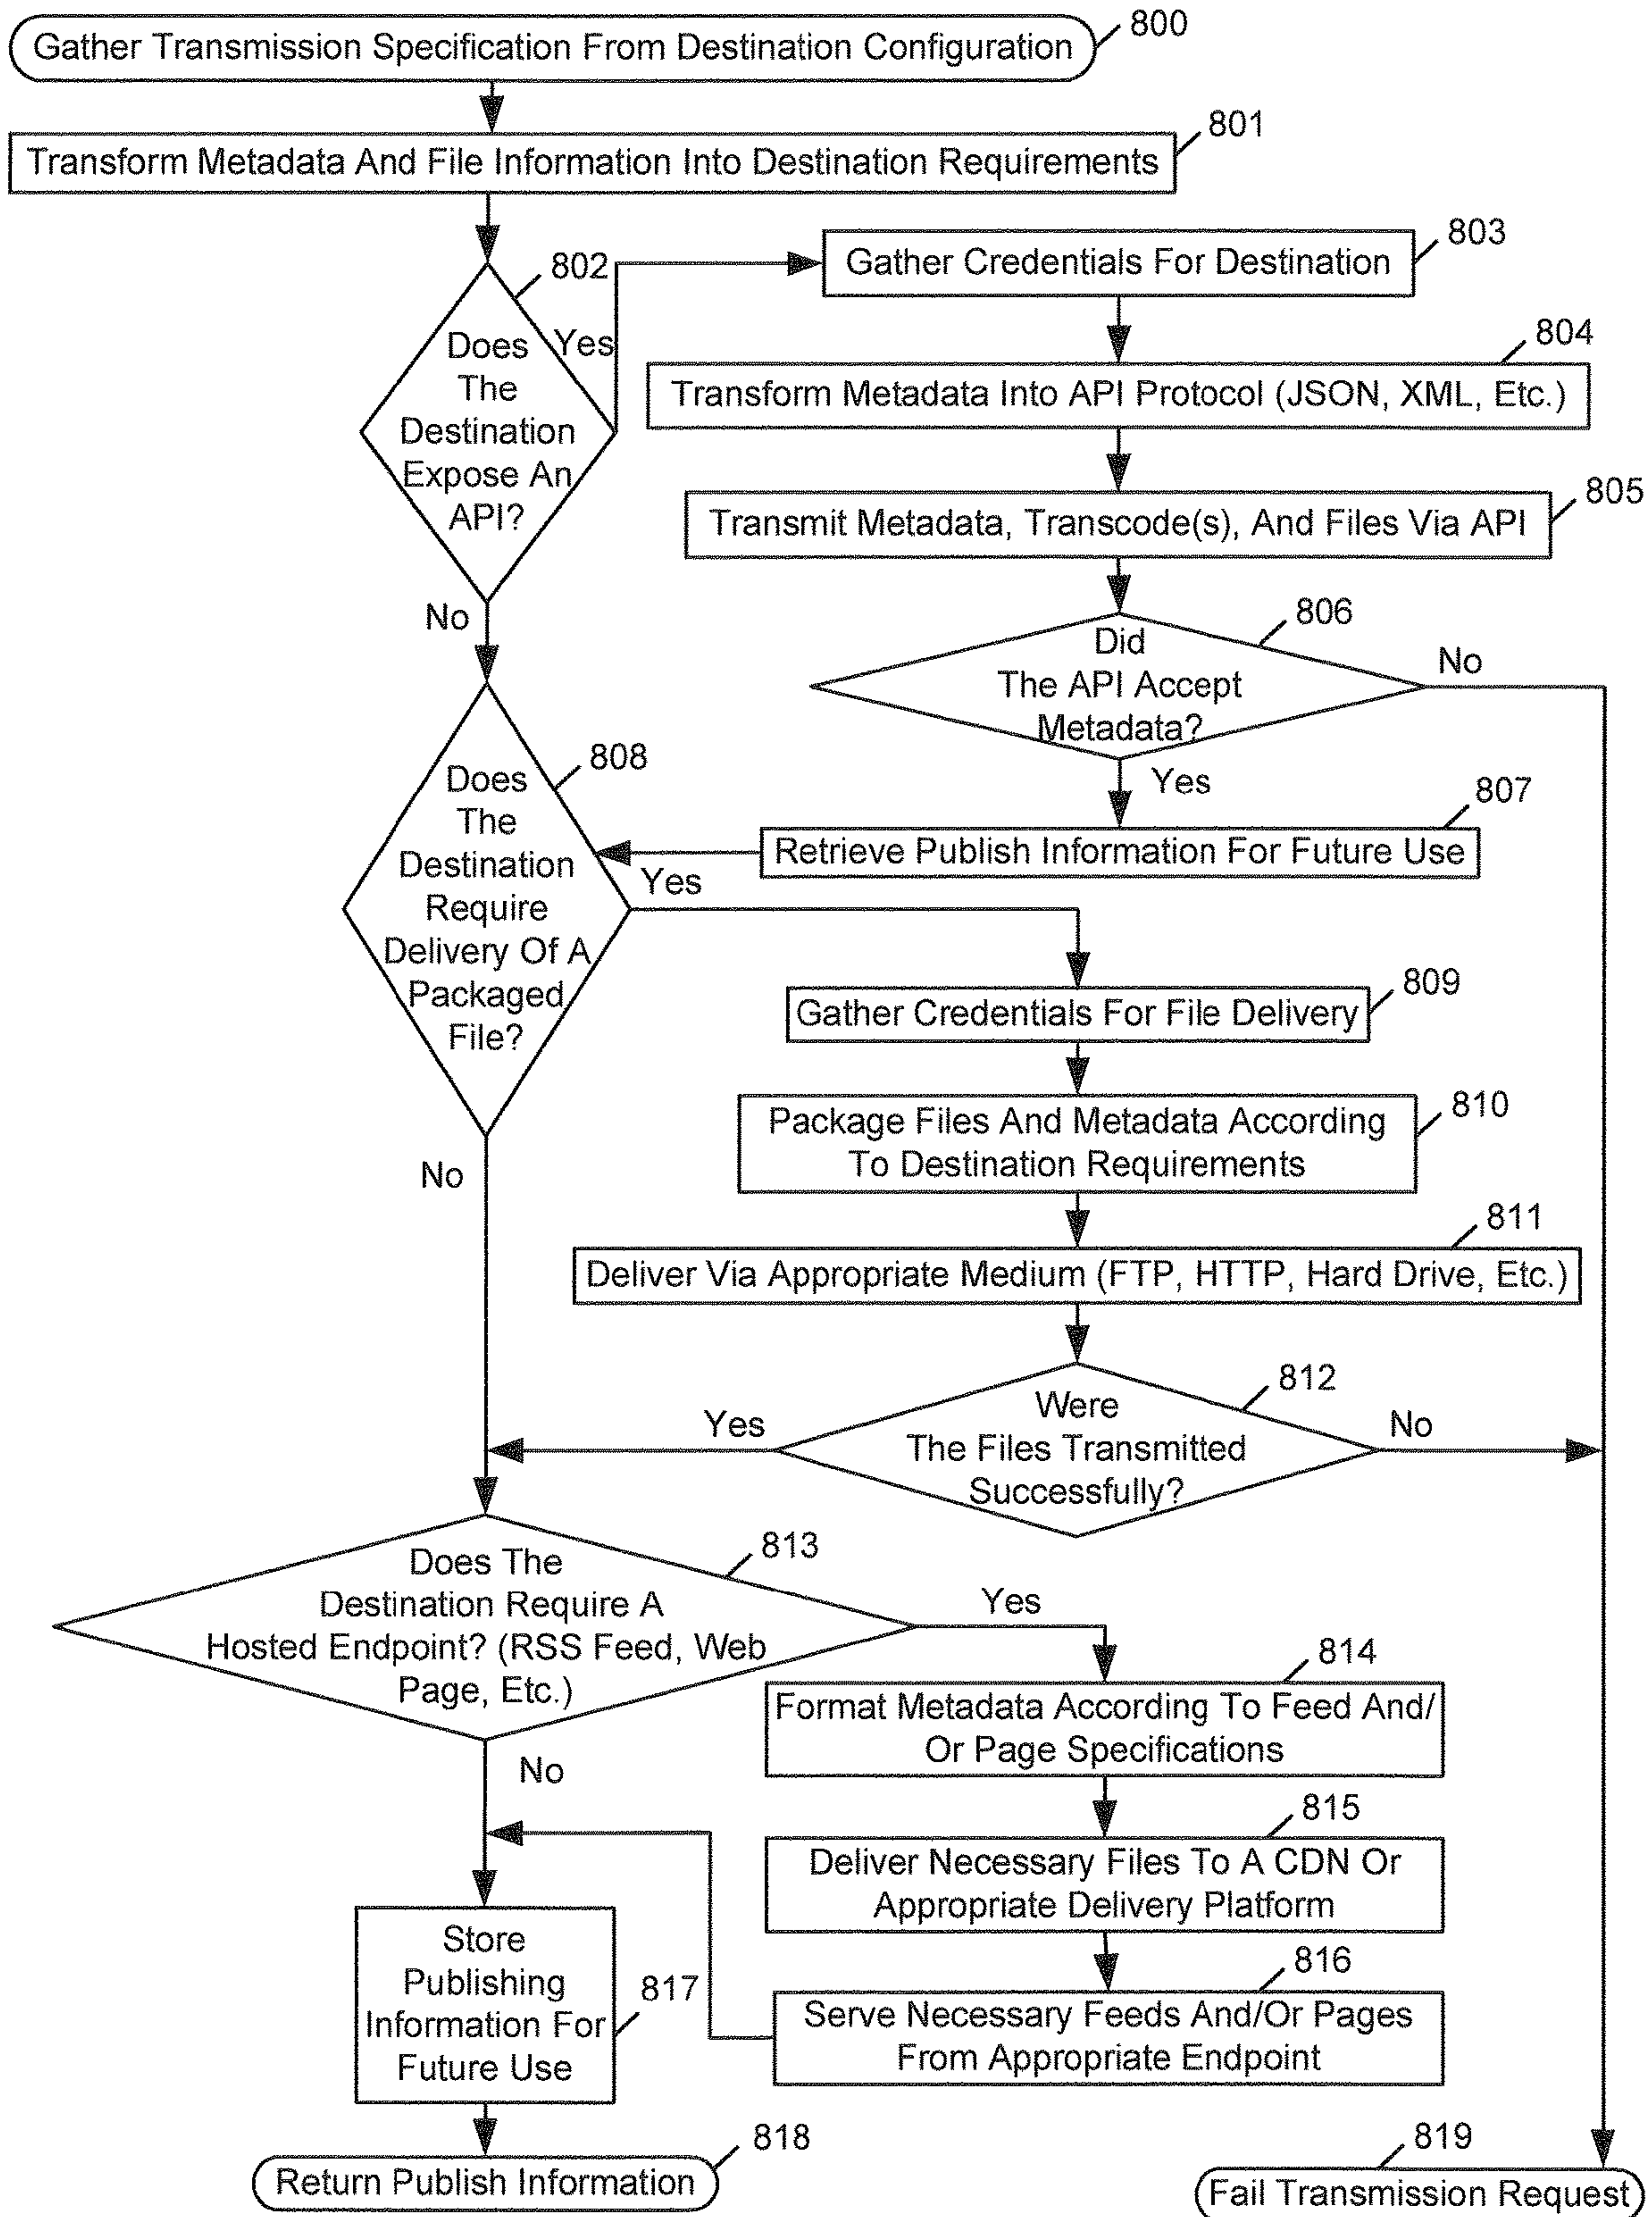 Gather Transmission Specification From Destination Configuration
800
Transform Metadata And File Information Into Destination Requirements
801
802
Does
The
Destination
Expose An
API?
Yes
No
Gather Credentials For Destination
803
Transform Metadata Into API Protocol (JSON, XML, Etc.)
804
Transmit Metadata, Transcode(s), And Files Via API
805
Did
The API Accept
Metadata?
806
No
Yes
Retrieve Publish Information For Future Use
807
808
Does
The
Destination
Require
Delivery Of A
Packaged
File?
Yes
No
Gather Credentials For File Delivery
809
Package Files And Metadata According
To Destination Requirements
810
Deliver Via Appropriate Medium (FTP, HTTP, Hard Drive, Etc.)
811
Were
The Files Transmitted
Successfully?
812
Yes
No
Does The
Destination Require A
Hosted Endpoint? (RSS Feed, Web
Page, Etc.)
813
Yes
No
Format Metadata According To Feed And/
Or Page Specifications
814
Deliver Necessary Files To A CDN Or
Appropriate Delivery Platform
815
Serve Necessary Feeds And/Or Pages
From Appropriate Endpoint
816
Store
Publishing
Information For
Future Use
817
Return Publish Information
818
Fail Transmission Request
819